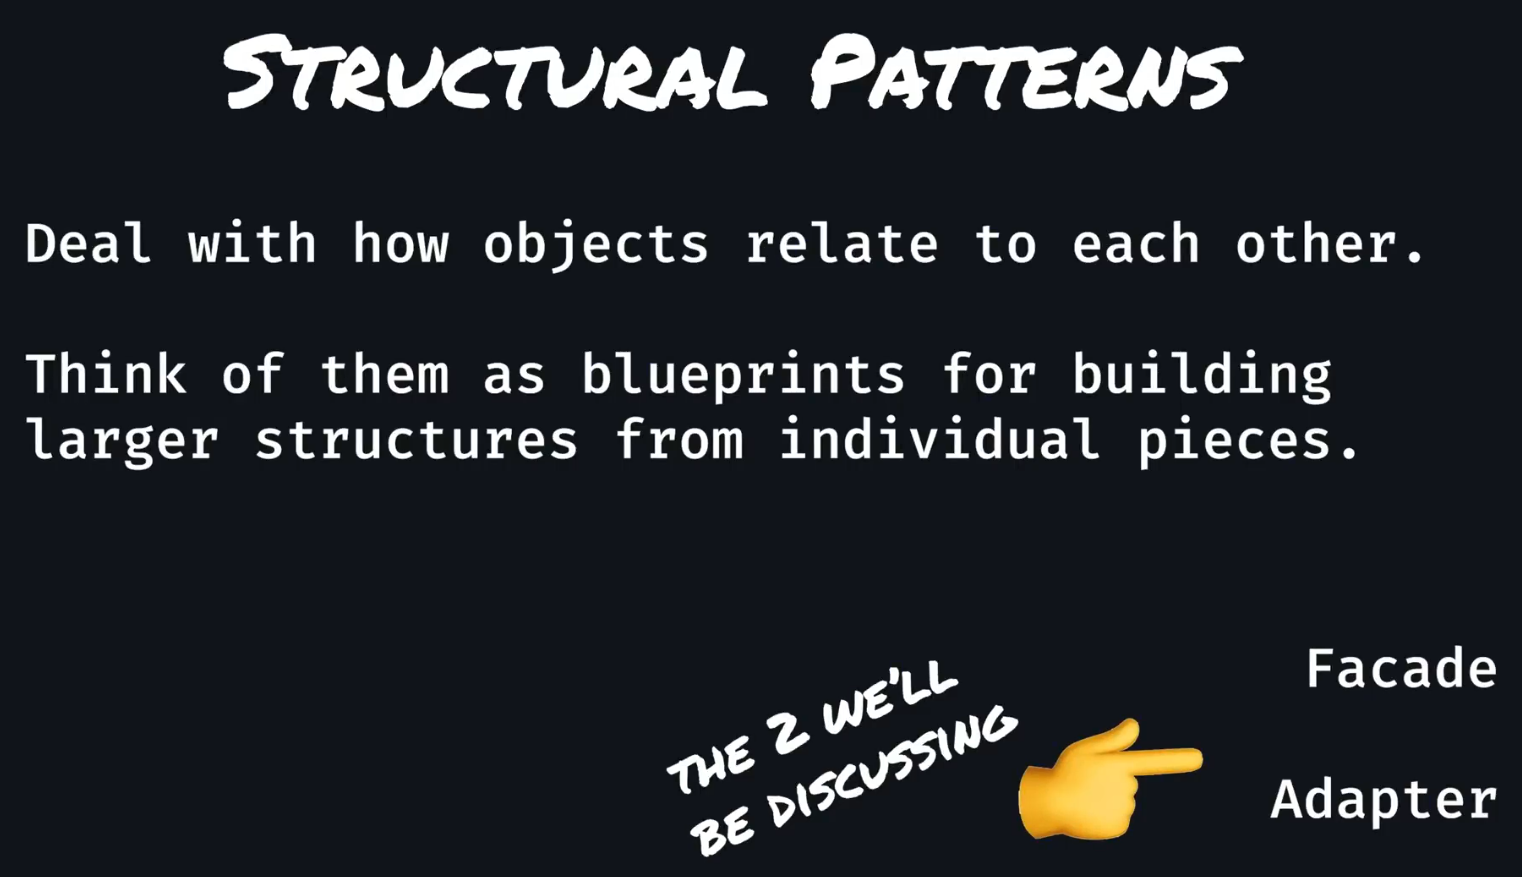 Structural Patterns
Deal with how objects relate to each other.
Think of them as blueprints for building
larger structures from individual pieces.
Facade
THE 2 WE'LL
BE DISCUSSING
Adapter